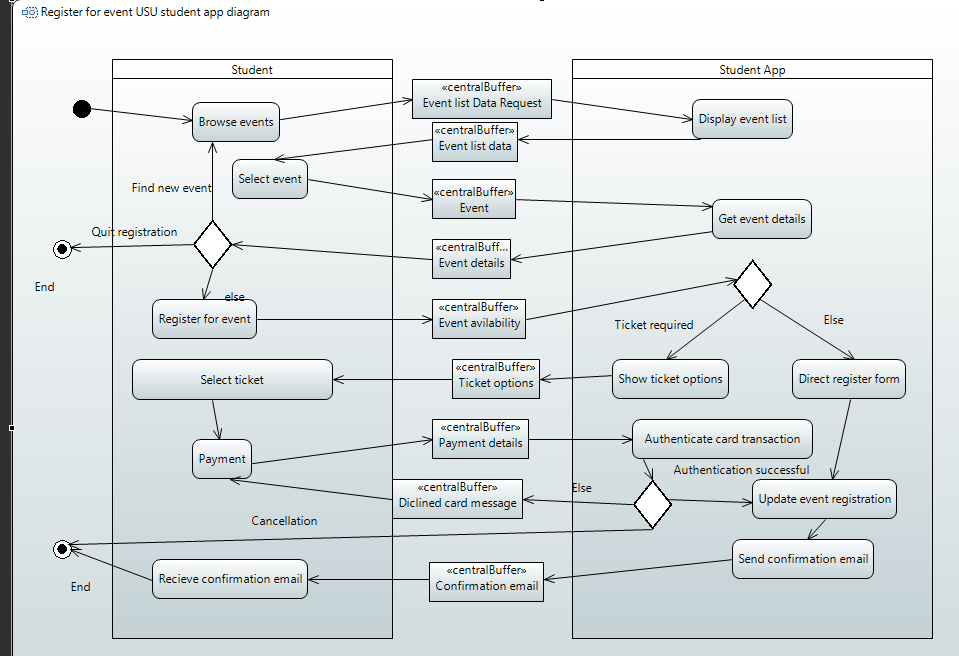 Register for event USU student app diagram
Student
Student App
«centralBuffer»
Event list Data Request
Browse events
Display event list
«centralBuffer»
Event list data
Select event
«centralBuffer»
Event
Find new event
Get event details
Quit registration
«centralBuff...
Event details
End
else
Register for event
«centralBuffer»
Event avilability
Ticket required
Else
Select ticket
«centralBuffer»
Ticket options
Show ticket options
Direct register form
Payment
«centralBuffer»
Payment details
Authenticate card transaction
Authentication successful
«centralBuffer»
Diclined card message
Else
Update event registration
Cancellation
Send confirmation email
«centralBuffer»
Confirmation email
Recieve confirmation email
End